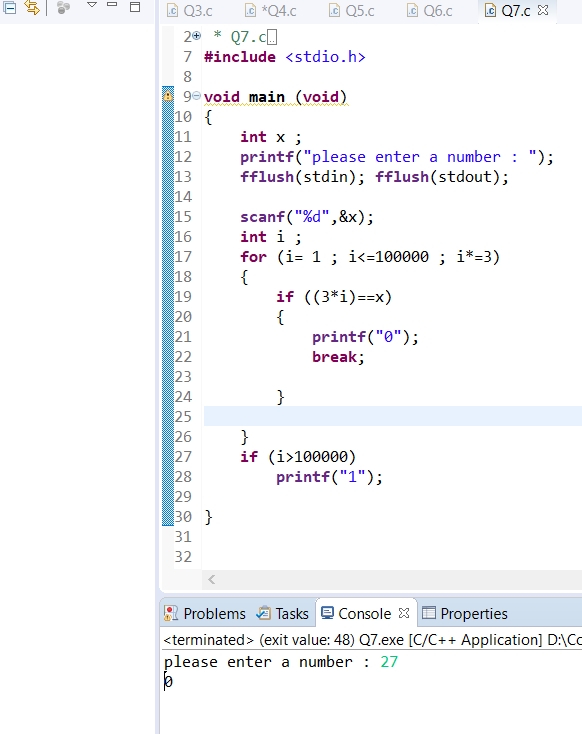 Q3.c *Q4.c Q5.c Q6.c Q7.c
2 * Q7.c
7 #include <stdio.h>
8
9 void main (void)
10 {
11 int x ;
12 printf("please enter a number : ");
13 fflush(stdin); fflush(stdout);
14
15 scanf("%d",&x);
16 int i ;
17 for (i= 1 ; i<=100000 ; i*=3)
18 {
19 if ((3*i)==x)
20 {
21 printf("0");
22 break;
23
24 }
25
26 }
27 if (i>100000)
28 printf("1");
29
30 }
31
32
Problems Tasks Console Properties
<terminated> (exit value: 48) Q7.exe [C/C++ Application] D:\Co
please enter a number : 27
0